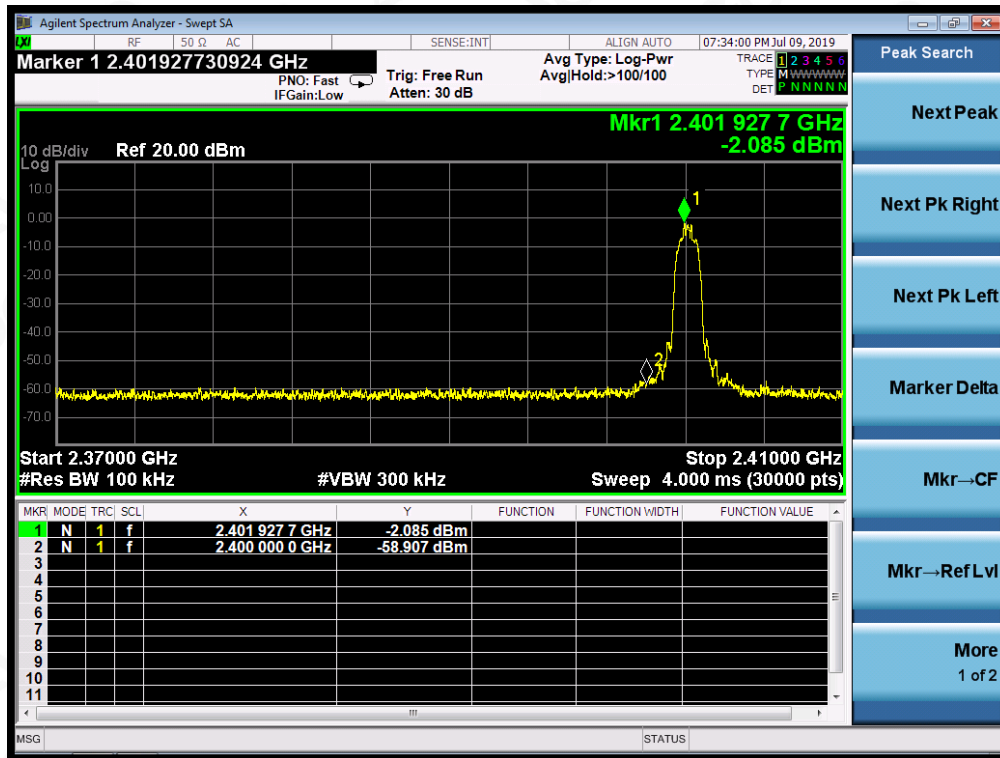 Agilent Spectrum Analyzer - Swept SA
LXI RF 50 Ω AC SENSE:INT ALIGN AUTO 07:34:00 PM Jul 09, 2019
Marker 1 2.401927730924 GHz
PNO: Fast
IFGain:Low
Trig: Free Run
Atten: 30 dB
Avg Type: Log-Pwr
Avg|Hold:>100/100
TRACE 1 2 3 4 5 6
TYPE M WWWWW
DET P NNNNN
Mkr1 2.401 927 7 GHz
-2.085 dBm
10 dB/div Ref 20.00 dBm
Log
10.0
0.00
-10.0
-20.0
-30.0
-40.0
-50.0
-60.0
-70.0
1
2
Start 2.37000 GHz Stop 2.41000 GHz
#Res BW 100 kHz #VBW 300 kHz Sweep 4.000 ms (30000 pts)
MKR MODE TRC SCL X Y FUNCTION FUNCTION WIDTH FUNCTION VALUE
1 N 1 f 2.401 927 7 GHz -2.085 dBm
2 N 1 f 2.400 000 0 GHz -58.907 dBm
3
4
5
6
7
8
9
10
11
MSG STATUS
Peak Search
Next Peak
Next Pk Right
Next Pk Left
Marker Delta
Mkr→CF
Mkr→Ref Lvl
More
1 of 2